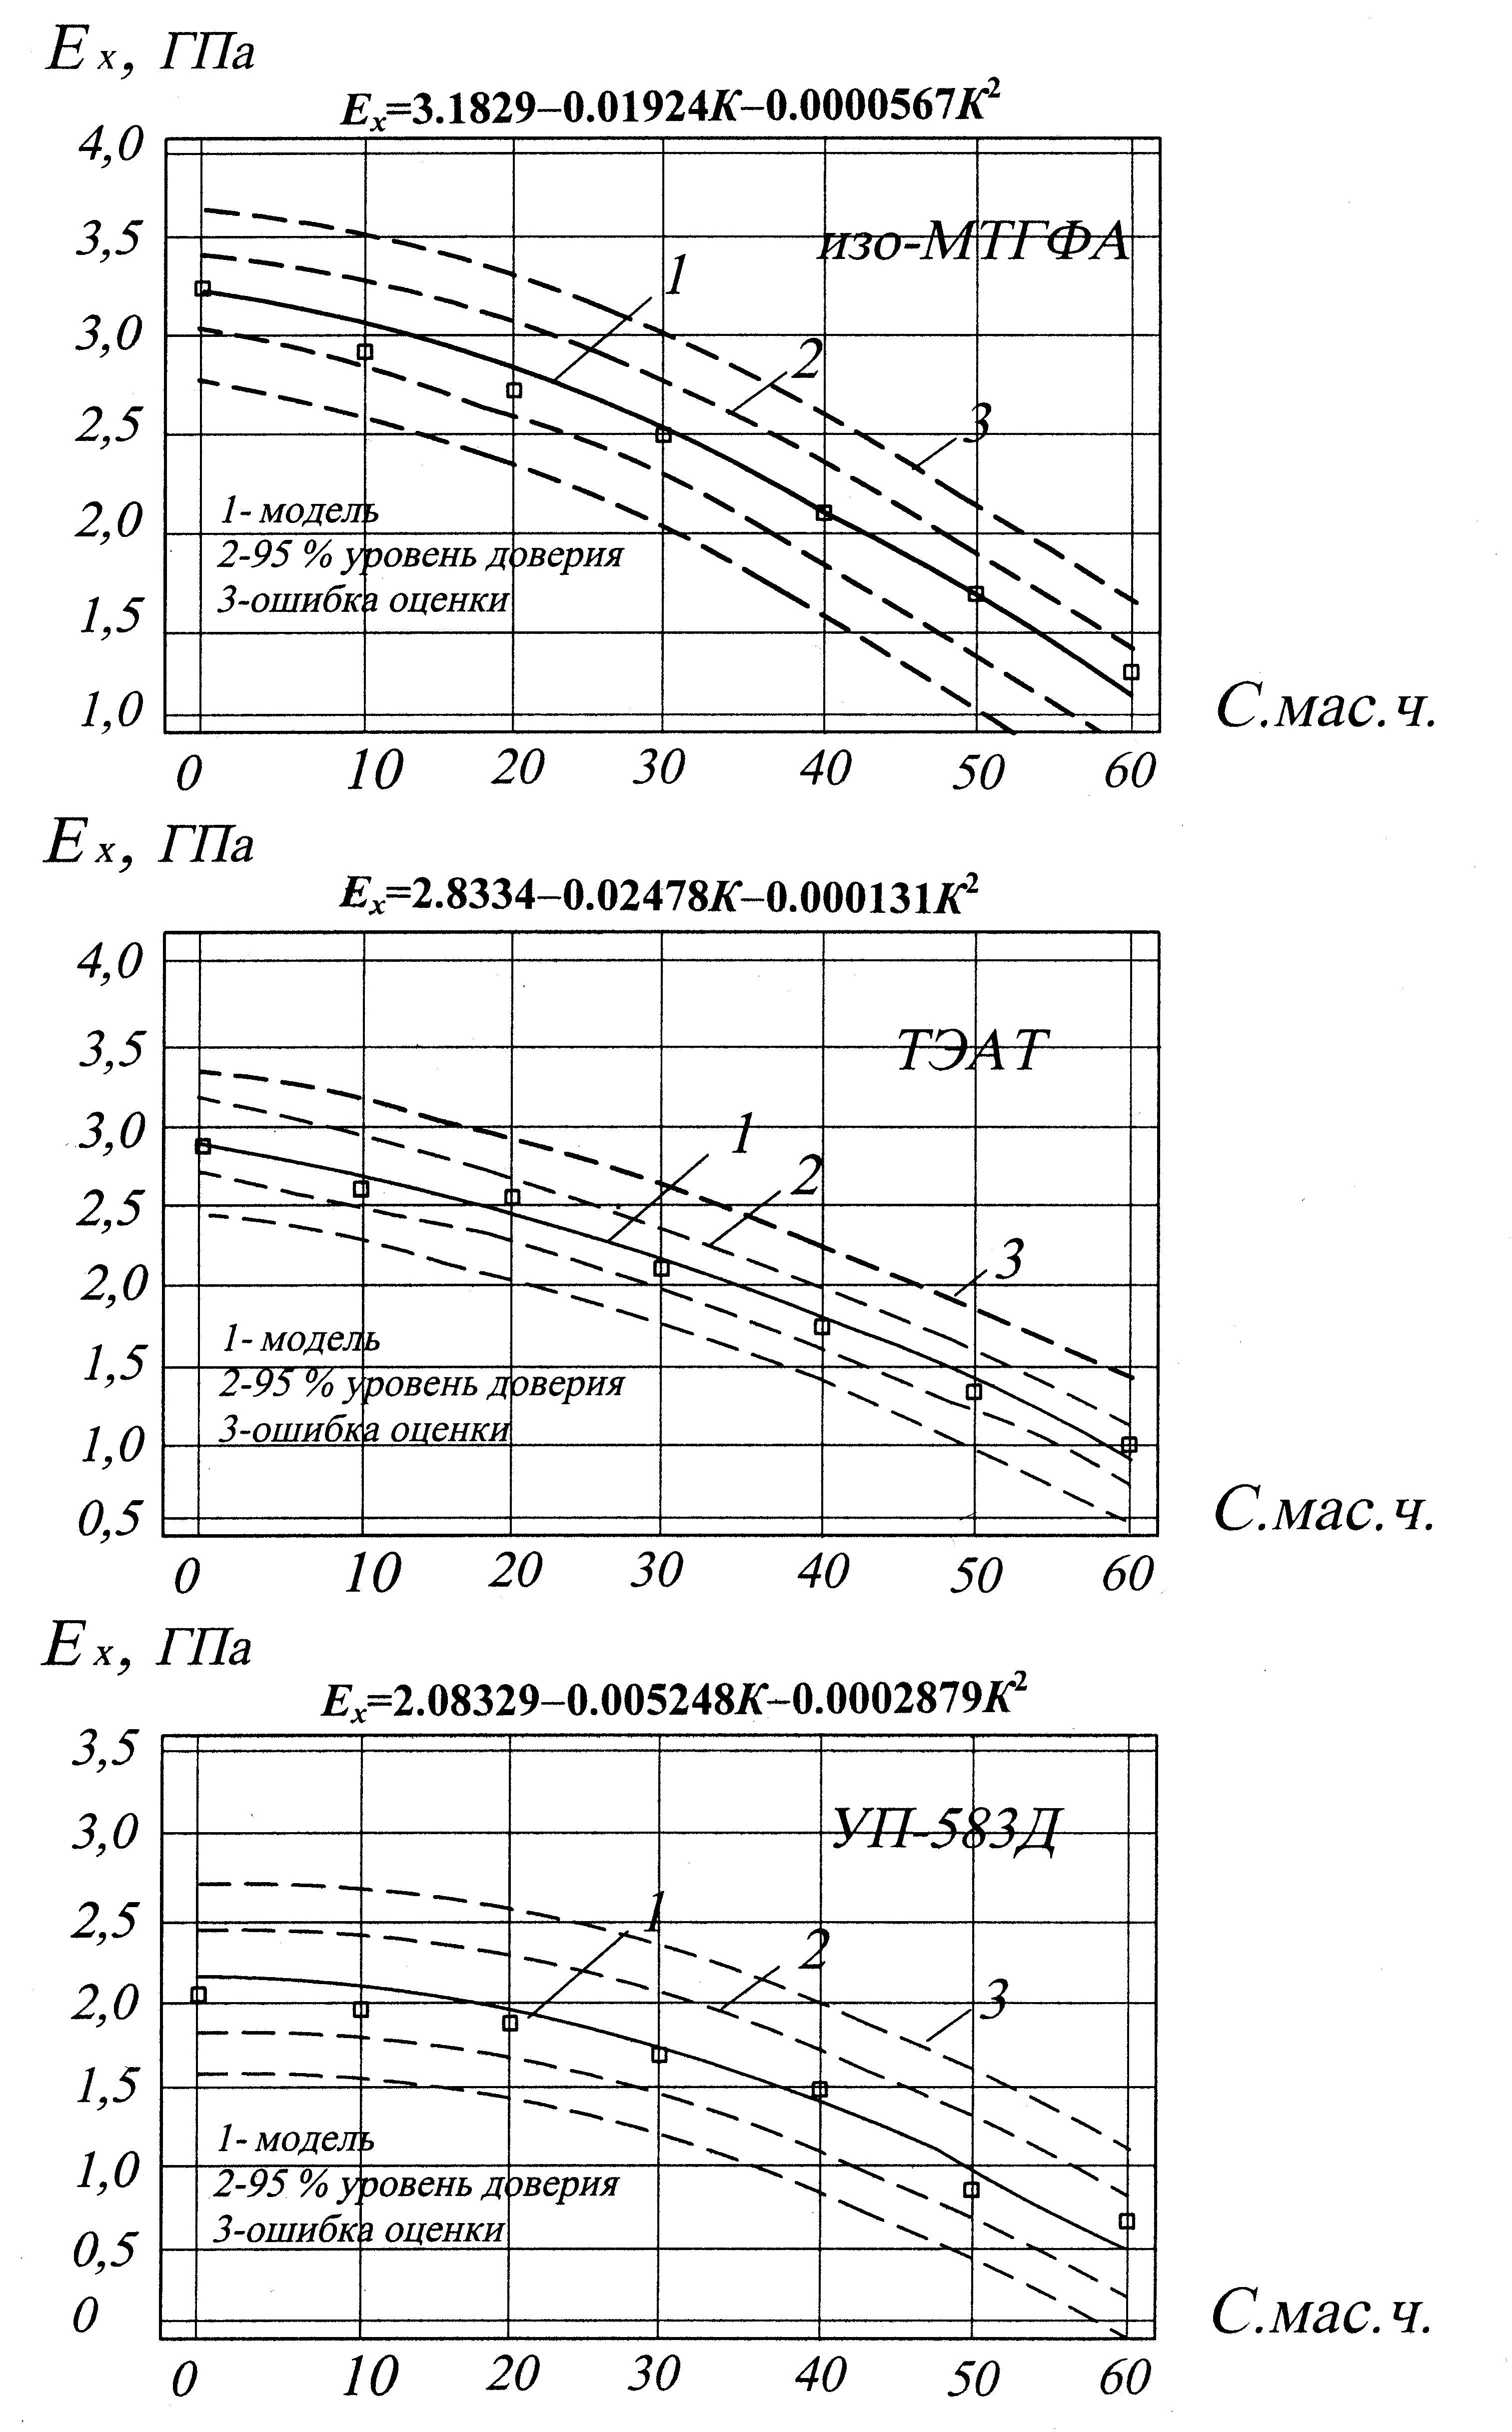 Ex, ГПа
Ex=3.1829–0.01924К–0.0000567К²
4,0
3,5
изо-МТГФА
1
3,0
2
2,5
3
2,0
1- модель
2-95 % уровень доверия
3-ошибка оценки
1,5
1,0
С.мас.ч.
0 10 20 30 40 50 60
Ex, ГПа
Ex=2.8334–0.02478К–0.000131К²
4,0
3,5
ТЭАТ
3,0
1
2
2,5
3
2,0
1- модель
1,5
2-95 % уровень доверия
3-ошибка оценки
1,0
0,5
С.мас.ч.
0 10 20 30 40 50 60
Ex, ГПа
Ex=2.08329–0.005248К–0.0002879К²
3,5
3,0
УП-583Д
2,5
1
2
2,0
3
1,5
1- модель
1,0
2-95 % уровень доверия
3-ошибка оценки
0,5
0
С.мас.ч.
0 10 20 30 40 50 60